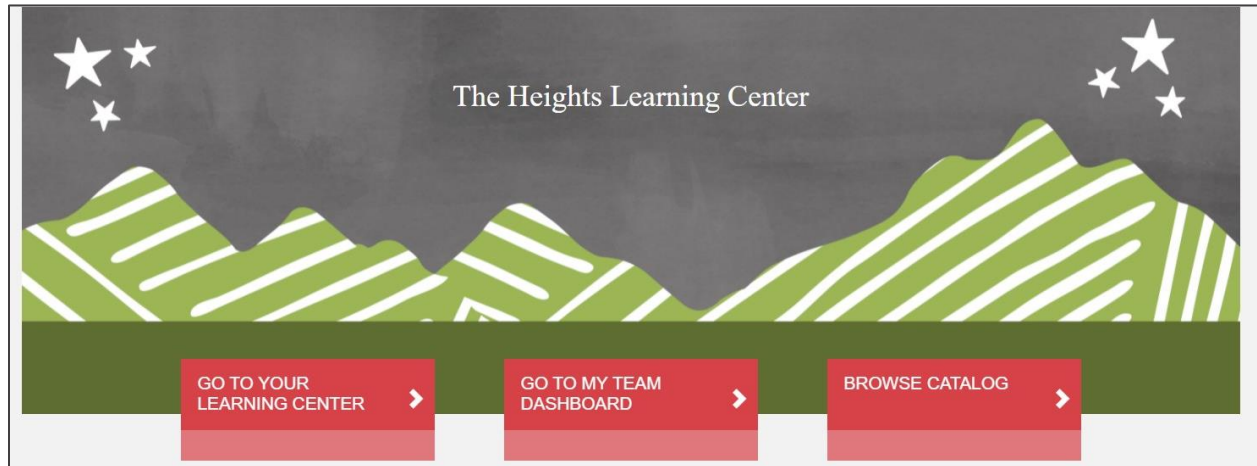 The Heights Learning Center
GO TO YOUR
LEARNING CENTER
GO TO MY TEAM
DASHBOARD
BROWSE CATALOG